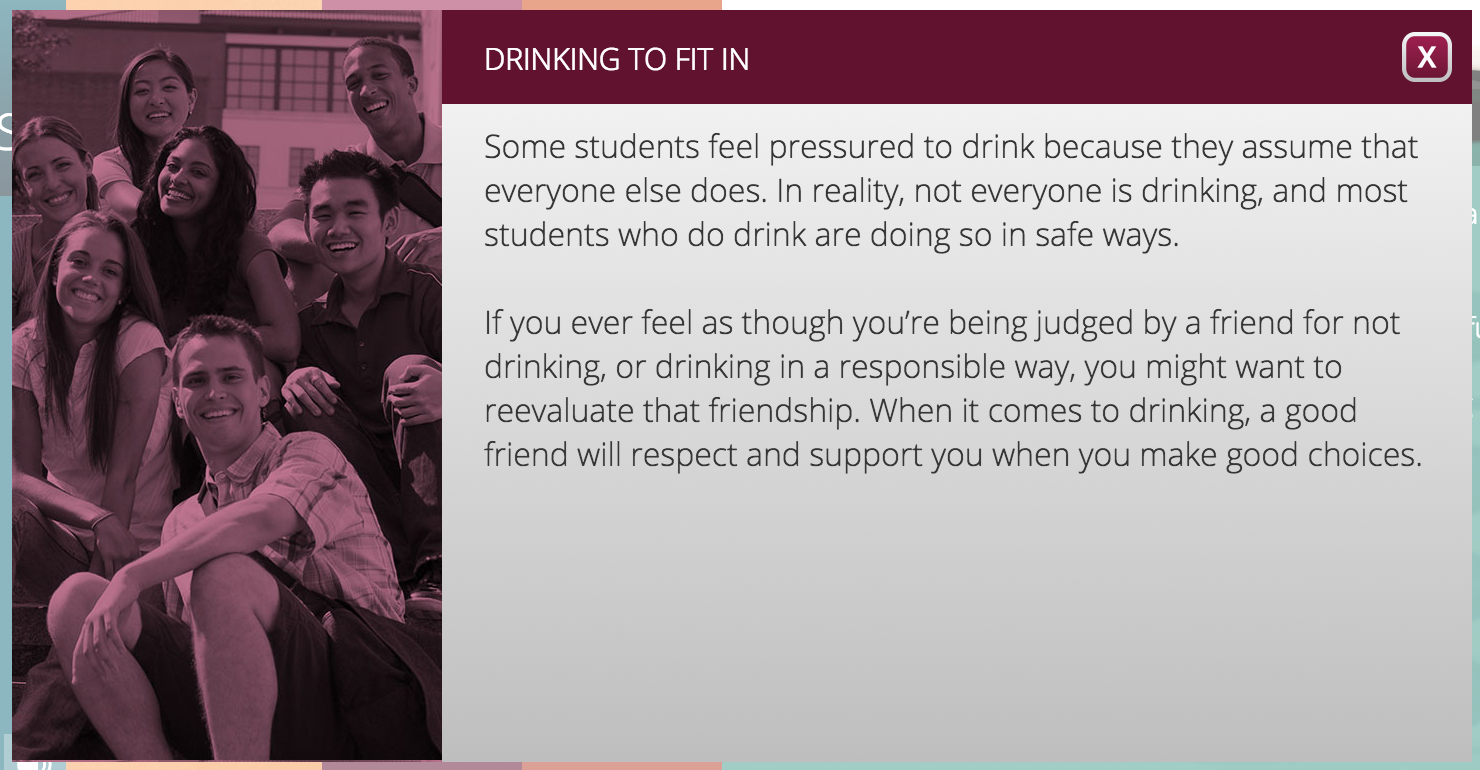 DRINKING TO FIT IN
X
Some students feel pressured to drink because they assume that
everyone else does. In reality, not everyone is drinking, and most
students who do drink are doing so in safe ways.
If you ever feel as though you’re being judged by a friend for not
drinking, or drinking in a responsible way, you might want to
reevaluate that friendship. When it comes to drinking, a good
friend will respect and support you when you make good choices.